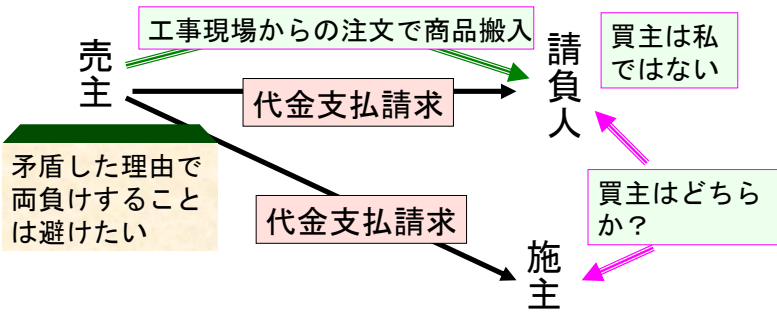 工事現場からの注文で商品搬入
売主
請負人
買主は私
ではない
代金支払請求
矛盾した理由で
両負けすること
は避けたい
代金支払請求
買主はどちら
か？
施主